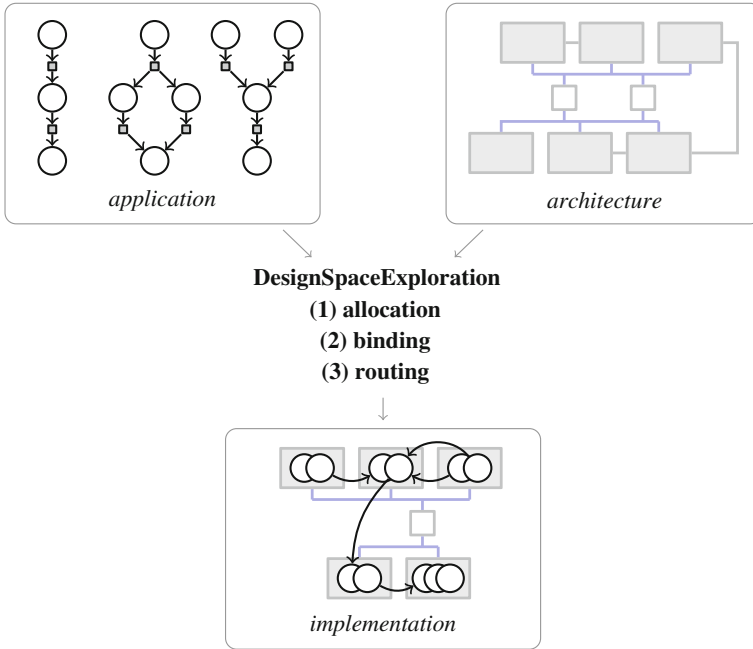 application
architecture
DesignSpaceExploration
(1) allocation
(2) binding
(3) routing
implementation